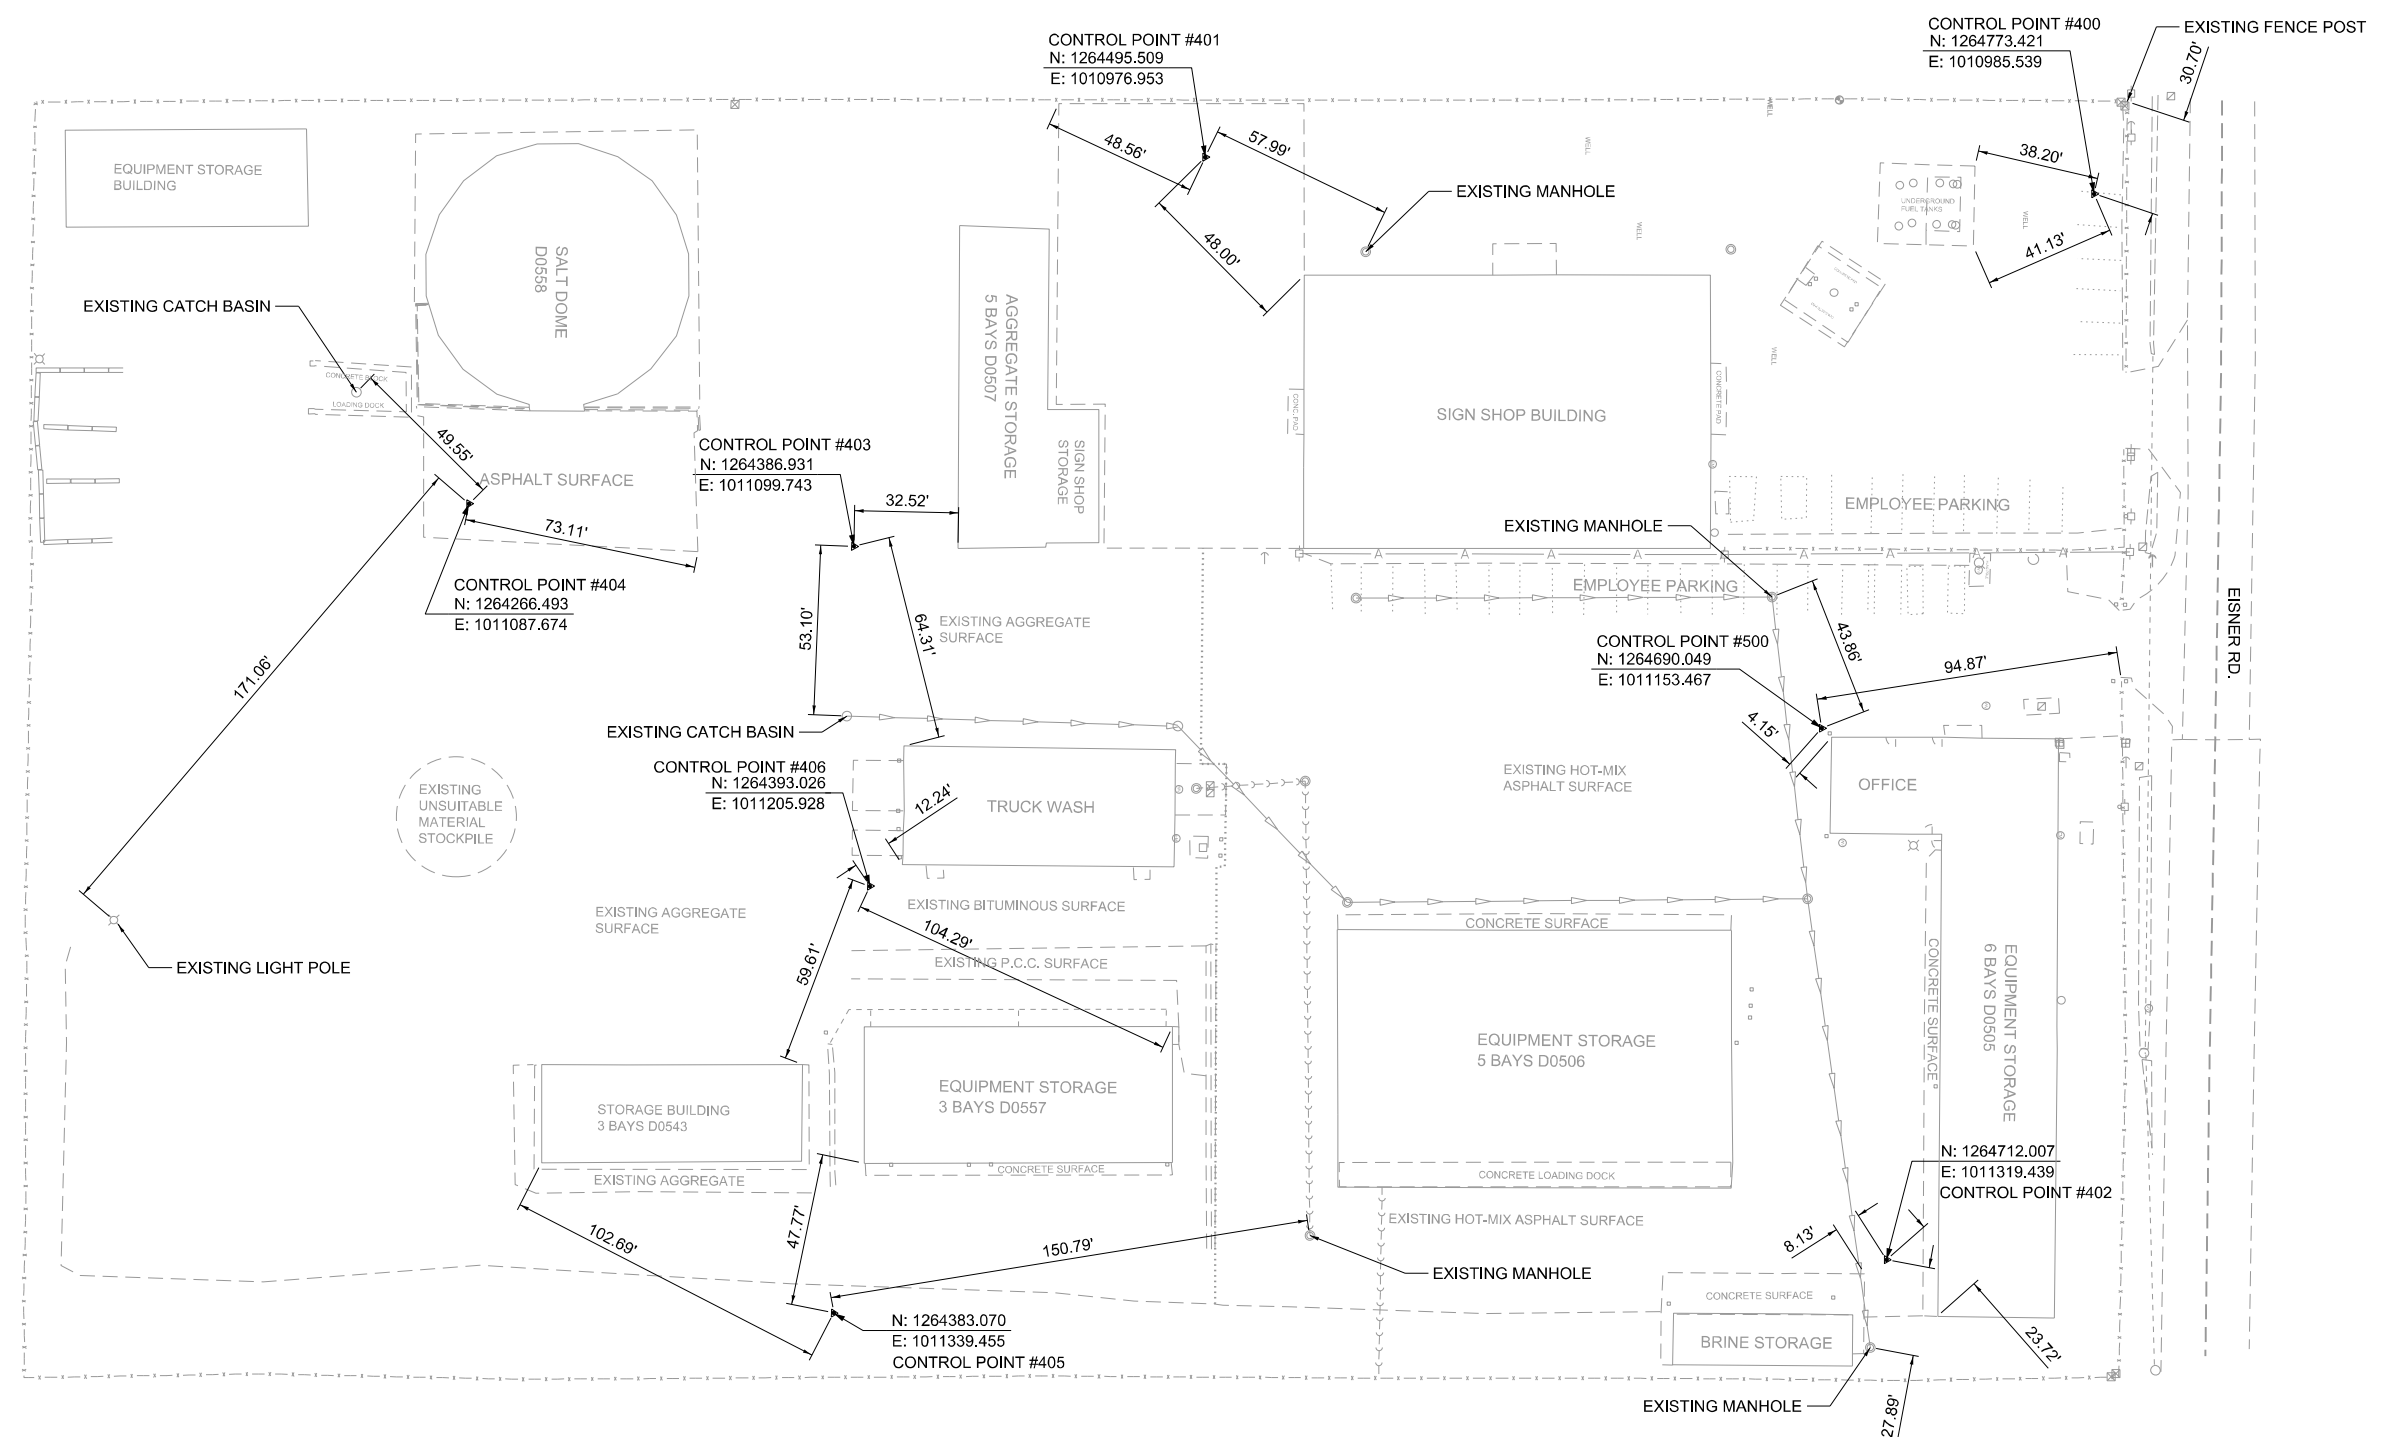 CONTROL POINT #401
N: 1264495.509
E: 1010976.953
CONTROL POINT #400
N: 1264773.421
E: 1010985.539
EXISTING FENCE POST
30.70'
48.56'
57.99'
48.00'
EXISTING MANHOLE
38.20'
41.13'
WELL
WELL
WELL
WELL
WELL
UNDERGROUND
FUEL TANKS
EQUIPMENT STORAGE
BUILDING
SALT DOME
D0558
EXISTING CATCH BASIN
CONCRETE BLOCK
LOADING DOCK
49.55'
ASPHALT SURFACE
73.11'
CONTROL POINT #404
N: 1264266.493
E: 1011087.674
171.06'
CONTROL POINT #403
N: 1264386.931
E: 1011099.743
32.52'
AGGREGATE STORAGE
5 BAYS D0507
SIGN SHOP
STORAGE
CONC. PAD
SIGN SHOP BUILDING
CONCRETE PAD
EMPLOYEE PARKING
EXISTING MANHOLE
EMPLOYEE PARKING
EISNER RD.
53.10'
64.31'
EXISTING AGGREGATE
SURFACE
CONTROL POINT #500
N: 1264690.049
E: 1011153.467
43.86'
94.87'
4.15'
EXISTING CATCH BASIN
CONTROL POINT #406
N: 1264393.026
E: 1011205.928
12.24'
TRUCK WASH
EXISTING HOT-MIX
ASPHALT SURFACE
OFFICE
EXISTING
UNSUITABLE
MATERIAL
STOCKPILE
EXISTING AGGREGATE
SURFACE
EXISTING BITUMINOUS SURFACE
104.29'
59.61'
EXISTING P.C.C. SURFACE
EXISTING LIGHT POLE
CONCRETE SURFACE
EQUIPMENT STORAGE
5 BAYS D0506
CONCRETE SURFACE
EQUIPMENT STORAGE
6 BAYS D0505
STORAGE BUILDING
3 BAYS D0543
EQUIPMENT STORAGE
3 BAYS D0557
CONCRETE SURFACE
EXISTING AGGREGATE
CONCRETE LOADING DOCK
N: 1264712.007
E: 1011319.439
CONTROL POINT #402
EXISTING HOT-MIX ASPHALT SURFACE
102.69'
47.77'
150.79'
8.13'
EXISTING MANHOLE
CONCRETE SURFACE
N: 1264383.070
E: 1011339.455
CONTROL POINT #405
BRINE STORAGE
23.72'
EXISTING MANHOLE
27.89'